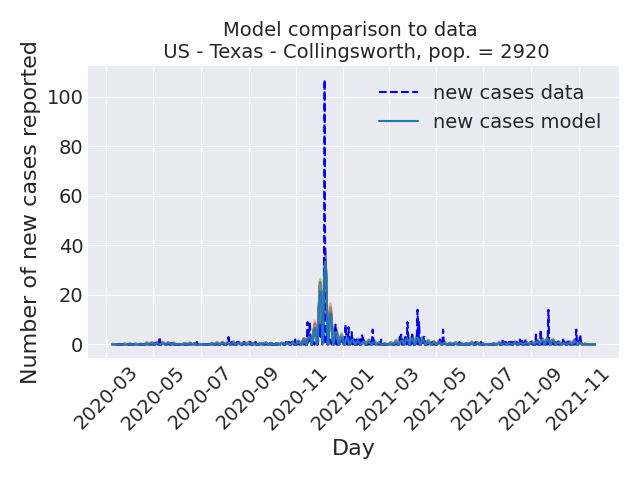 Model comparison to data
US - Texas - Collingsworth, pop. = 2920
Number of new cases reported
100
80
60
40
20
0
new cases data
new cases model
2020-03
2020-05
2020-07
2020-09
2020-11
2021-01
2021-03
2021-05
2021-07
2021-09
2021-11
Day